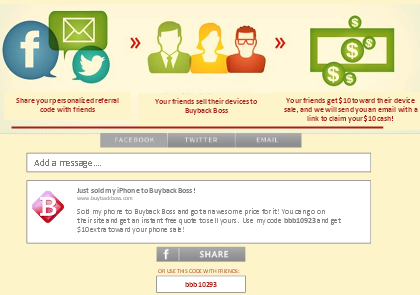 Share your personalized referral
code with friends
Your friends sell their devices to
Buyback Boss
Your friends get $10 toward their device
sale, and we will send you an email with a
link to claim your $10 cash!
FACEBOOK TWITTER EMAIL
Add a message....
Just sold my iPhone to Buyback Boss!
www.buybackboss.com
Sold my phone to Buyback Boss and got an awesome price for it! You can go on
their site and get an instant free quote to sell yours. Use my code bbb10923 and get
$10 extra toward your phone sale!
SHARE
OR USE THIS CODE WITH FRIENDS:
bbb10293